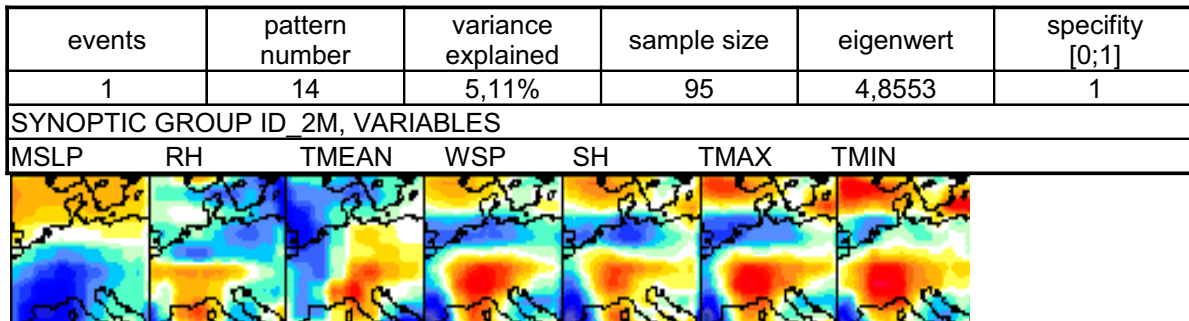 events pattern number variance explained sample size eigenwert specifity [0;1]
1 14 5,11% 95 4,8553 1
SYNOPTIC GROUP ID_2M, VARIABLES
MSLP RH TMEAN WSP SH TMAX TMIN